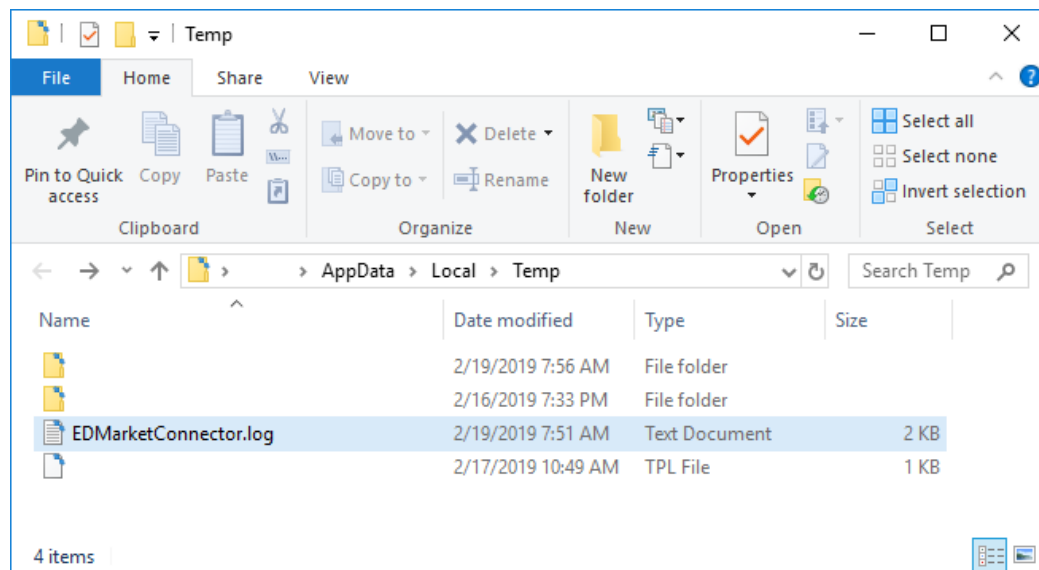 Temp
File Home Share View
Pin to Quick access Copy Paste
Move to Delete
Copy to Rename
New folder
Properties
Select all
Select none
Invert selection
Clipboard Organize New Open Select
AppData > Local > Temp Search Temp
Name Date modified Type Size
2/19/2019 7:56 AM File folder
2/16/2019 7:33 PM File folder
EDMarketConnector.log 2/19/2019 7:51 AM Text Document 2 KB
2/17/2019 10:49 AM TPL File 1 KB
4 items